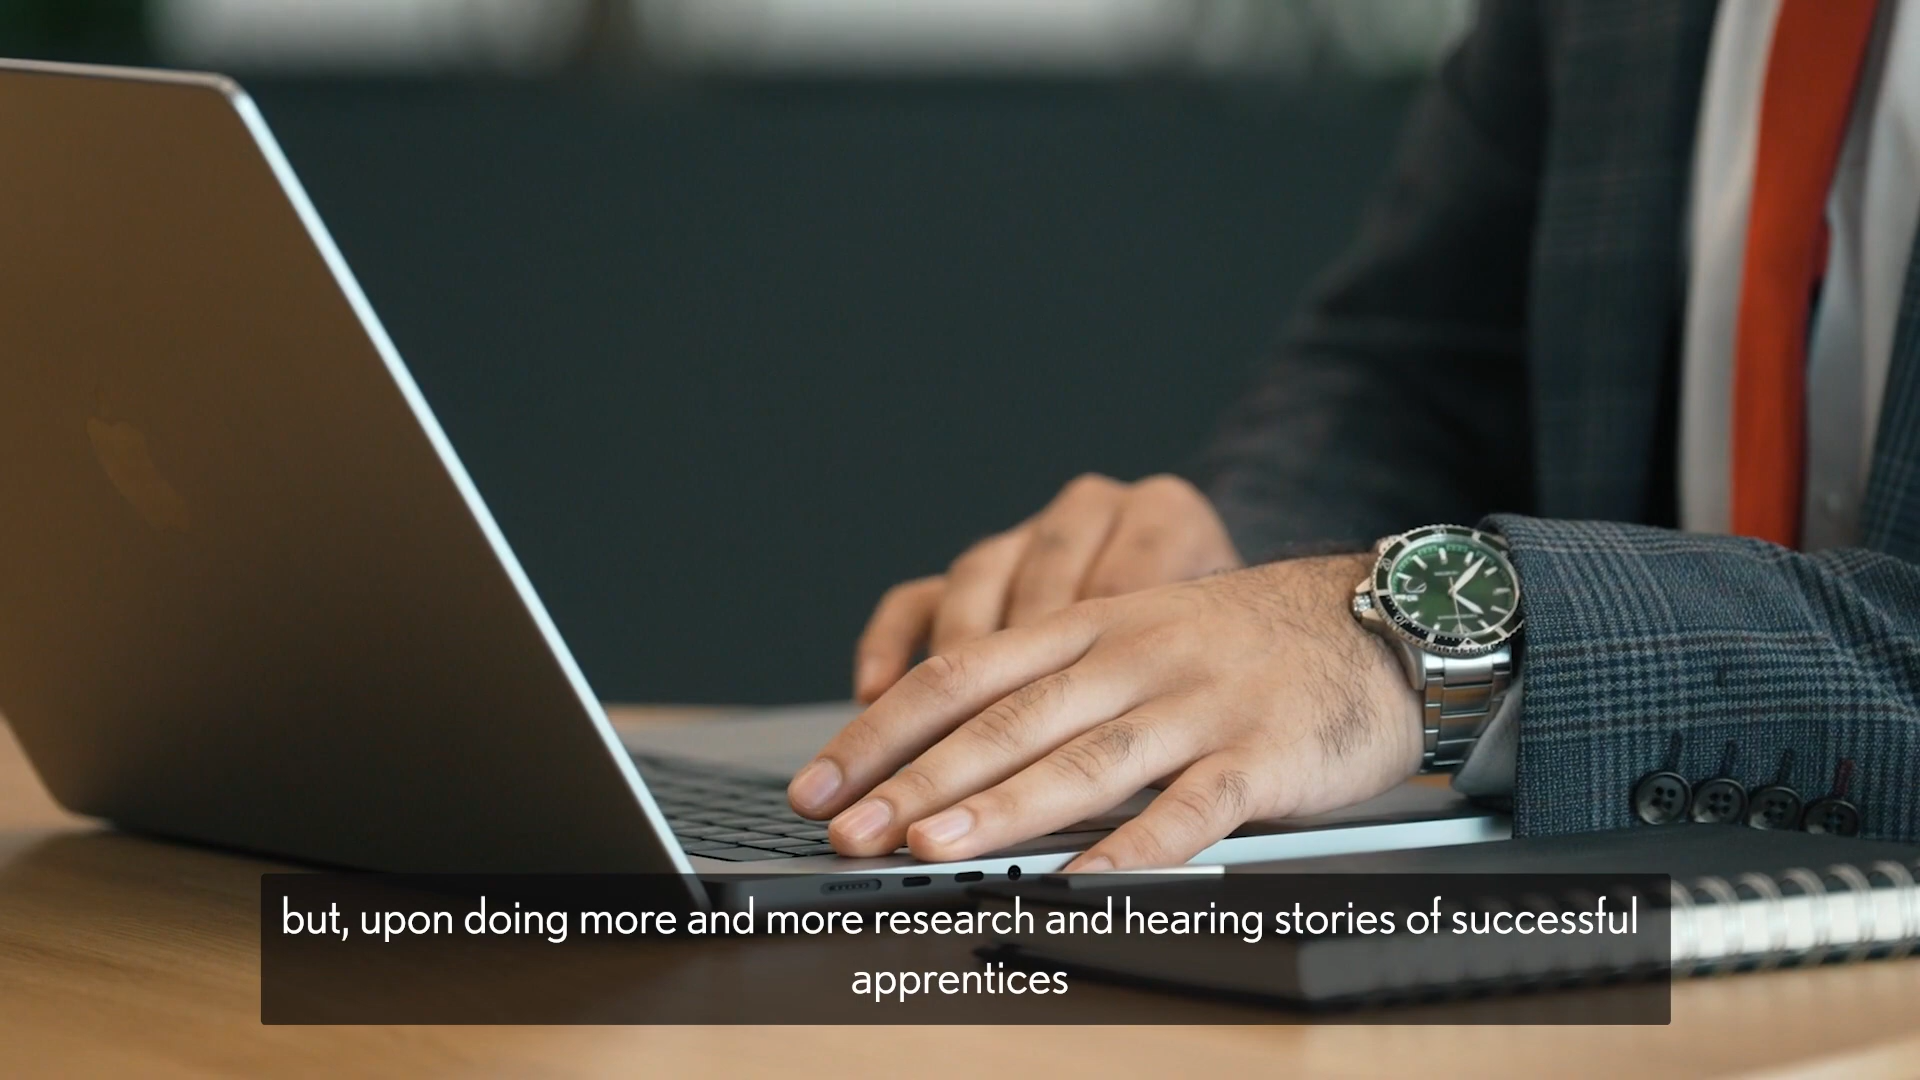 but, upon doing more and more research and hearing stories of successful
apprentices